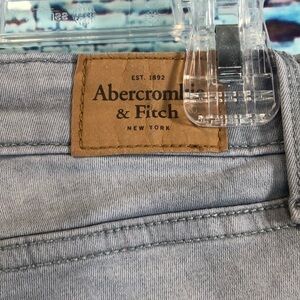 EST. 1892
Abercrombie
& Fitch
NEW YORK